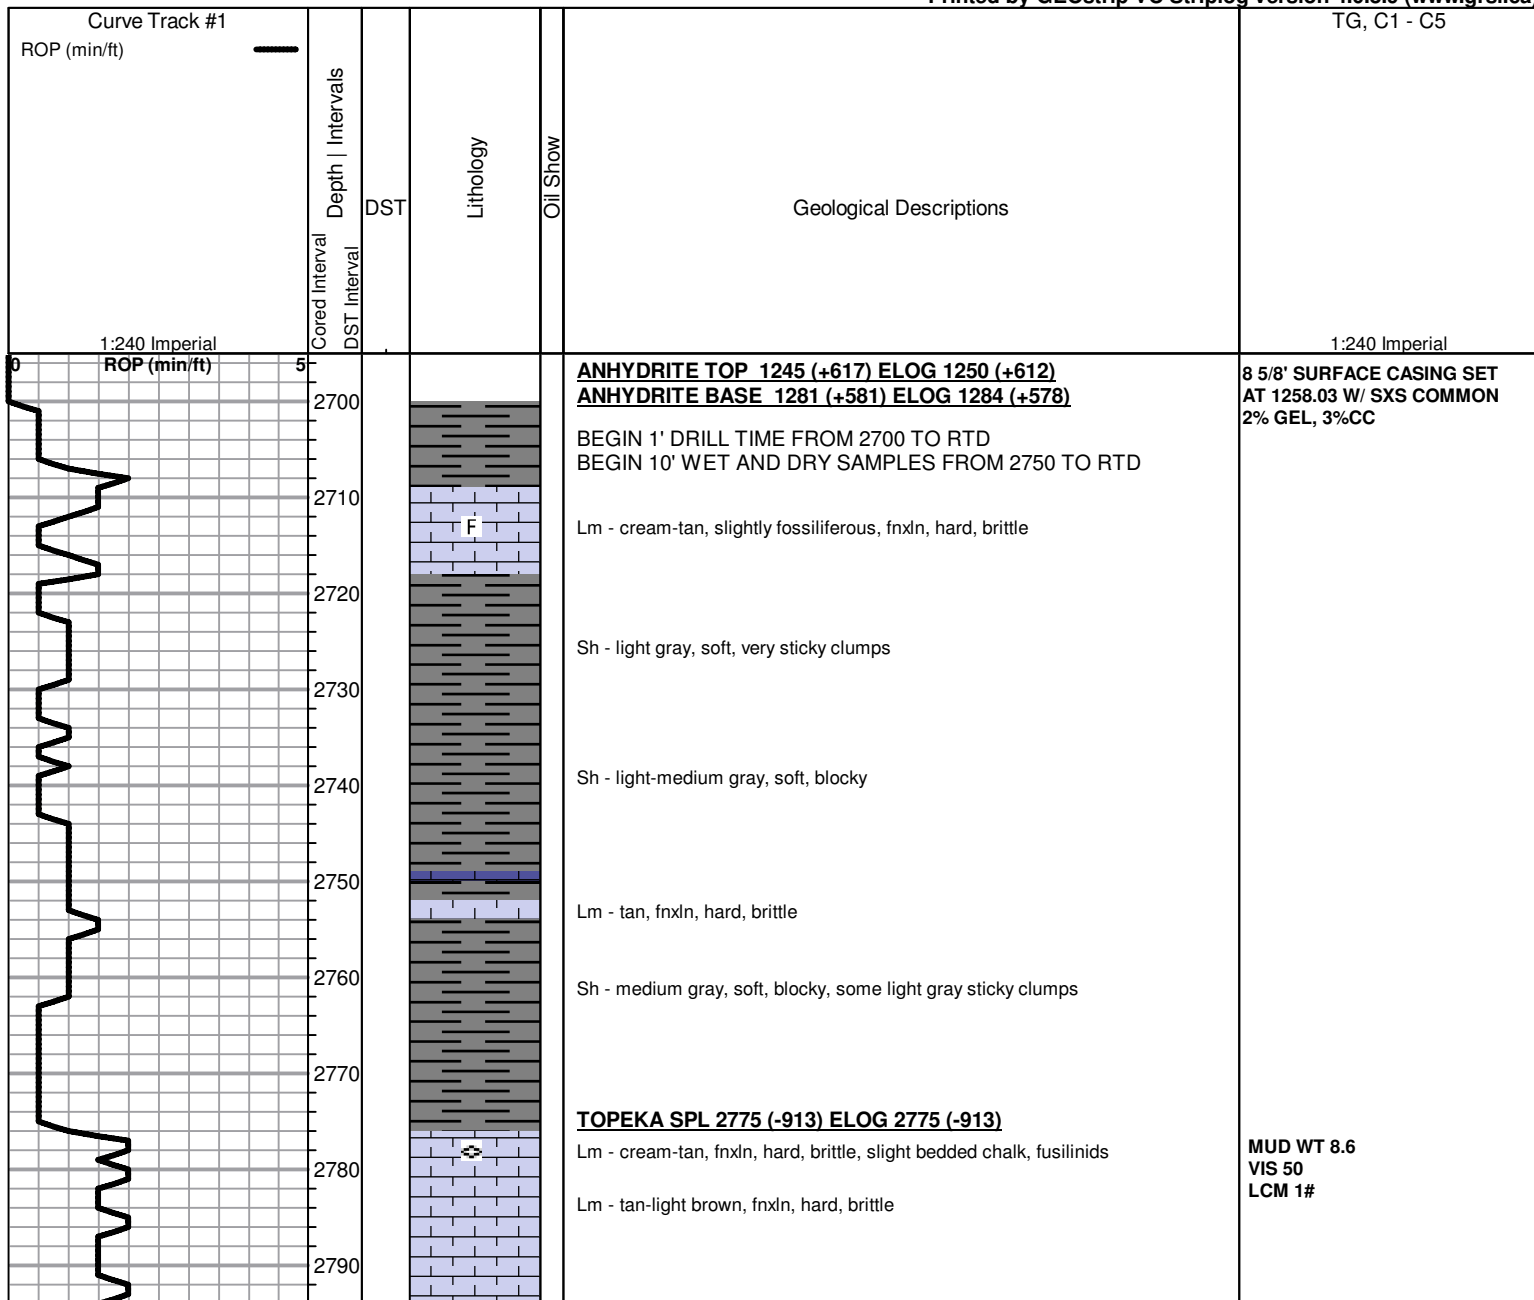 Curve Track #1
ROP (min/ft)
1:240 Imperial
Cored Interval
Depth | Intervals
DST Interval
DST
Lithology
Oil Show
Geological Descriptions
TG, C1 - C5
1:240 Imperial
0 ROP (min/ft) 5
ANHYDRITE TOP 1245 (+617) ELOG 1250 (+612)
ANHYDRITE BASE 1281 (+581) ELOG 1284 (+578)
8 5/8' SURFACE CASING SET
AT 1258.03 W/ SXS COMMON
2% GEL, 3%CC
2700
BEGIN 1' DRILL TIME FROM 2700 TO RTD
BEGIN 10' WET AND DRY SAMPLES FROM 2750 TO RTD
2710
F
Lm - cream-tan, slightly fossiliferous, fnxln, hard, brittle
2720
Sh - light gray, soft, very sticky clumps
2730
Sh - light-medium gray, soft, blocky
2740
2750
Lm - tan, fnxln, hard, brittle
2760
Sh - medium gray, soft, blocky, some light gray sticky clumps
2770
TOPEKA SPL 2775 (-913) ELOG 2775 (-913)
Lm - cream-tan, fnxln, hard, brittle, slight bedded chalk, fusilinids
2780
Lm - tan-light brown, fnxln, hard, brittle
MUD WT 8.6
VIS 50
LCM 1#
2790